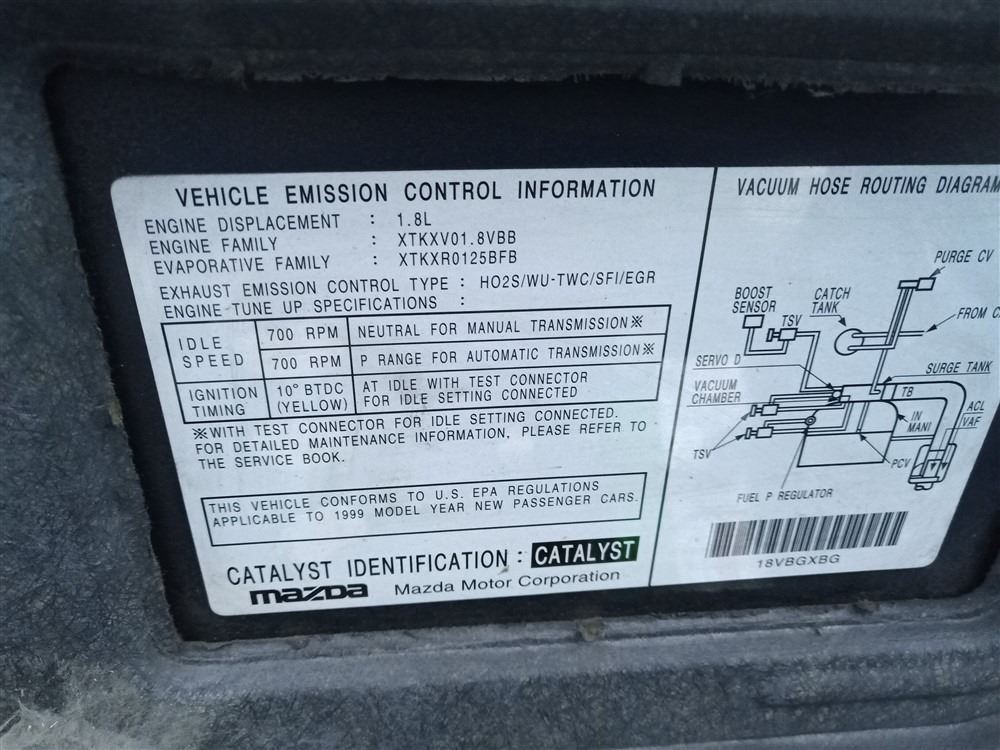 VEHICLE EMISSION CONTROL INFORMATION
ENGINE DISPLACEMENT : 1.8L
ENGINE FAMILY : XTKXV01.8VBB
EVAPORATIVE FAMILY : XTKXR0125BFB
EXHAUST EMISSION CONTROL TYPE : HO2S/WU-TWC/SFI/EGR
ENGINE TUNE UP SPECIFICATIONS :
IDLE SPEED
700 RPM NEUTRAL FOR MANUAL TRANSMISSION※
700 RPM P RANGE FOR AUTOMATIC TRANSMISSION※
IGNITION TIMING
10° BTDC (YELLOW)
AT IDLE WITH TEST CONNECTOR
FOR IDLE SETTING CONNECTED
※WITH TEST CONNECTOR FOR IDLE SETTING CONNECTED.
FOR DETAILED MAINTENANCE INFORMATION, PLEASE REFER TO
THE SERVICE BOOK.
THIS VEHICLE CONFORMS TO U.S. EPA REGULATIONS
APPLICABLE TO 1999 MODEL YEAR NEW PASSENGER CARS.
CATALYST IDENTIFICATION : CATALYST
mazda Mazda Motor Corporation
VACUUM HOSE ROUTING DIAGRAM
PURGE CV
BOOST
SENSOR
CATCH
TANK
TSV
FROM
SERVO D
SURGE TANK
VACUUM
CHAMBER
TB
ACL
VAF
IN
MANI
TSV
PCV
FUEL P REGULATOR
18VBGXBG